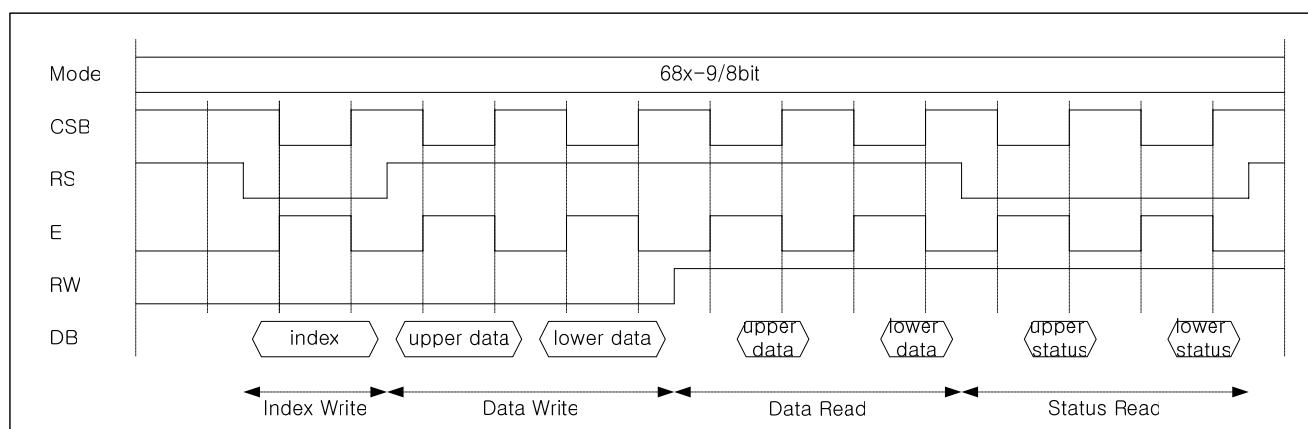 Mode
68x-9/8bit
CSB
RS
E
RW
DB
index
upper data
lower data
upper
data
lower
data
upper
status
lower
status
Index Write
Data Write
Data Read
Status Read